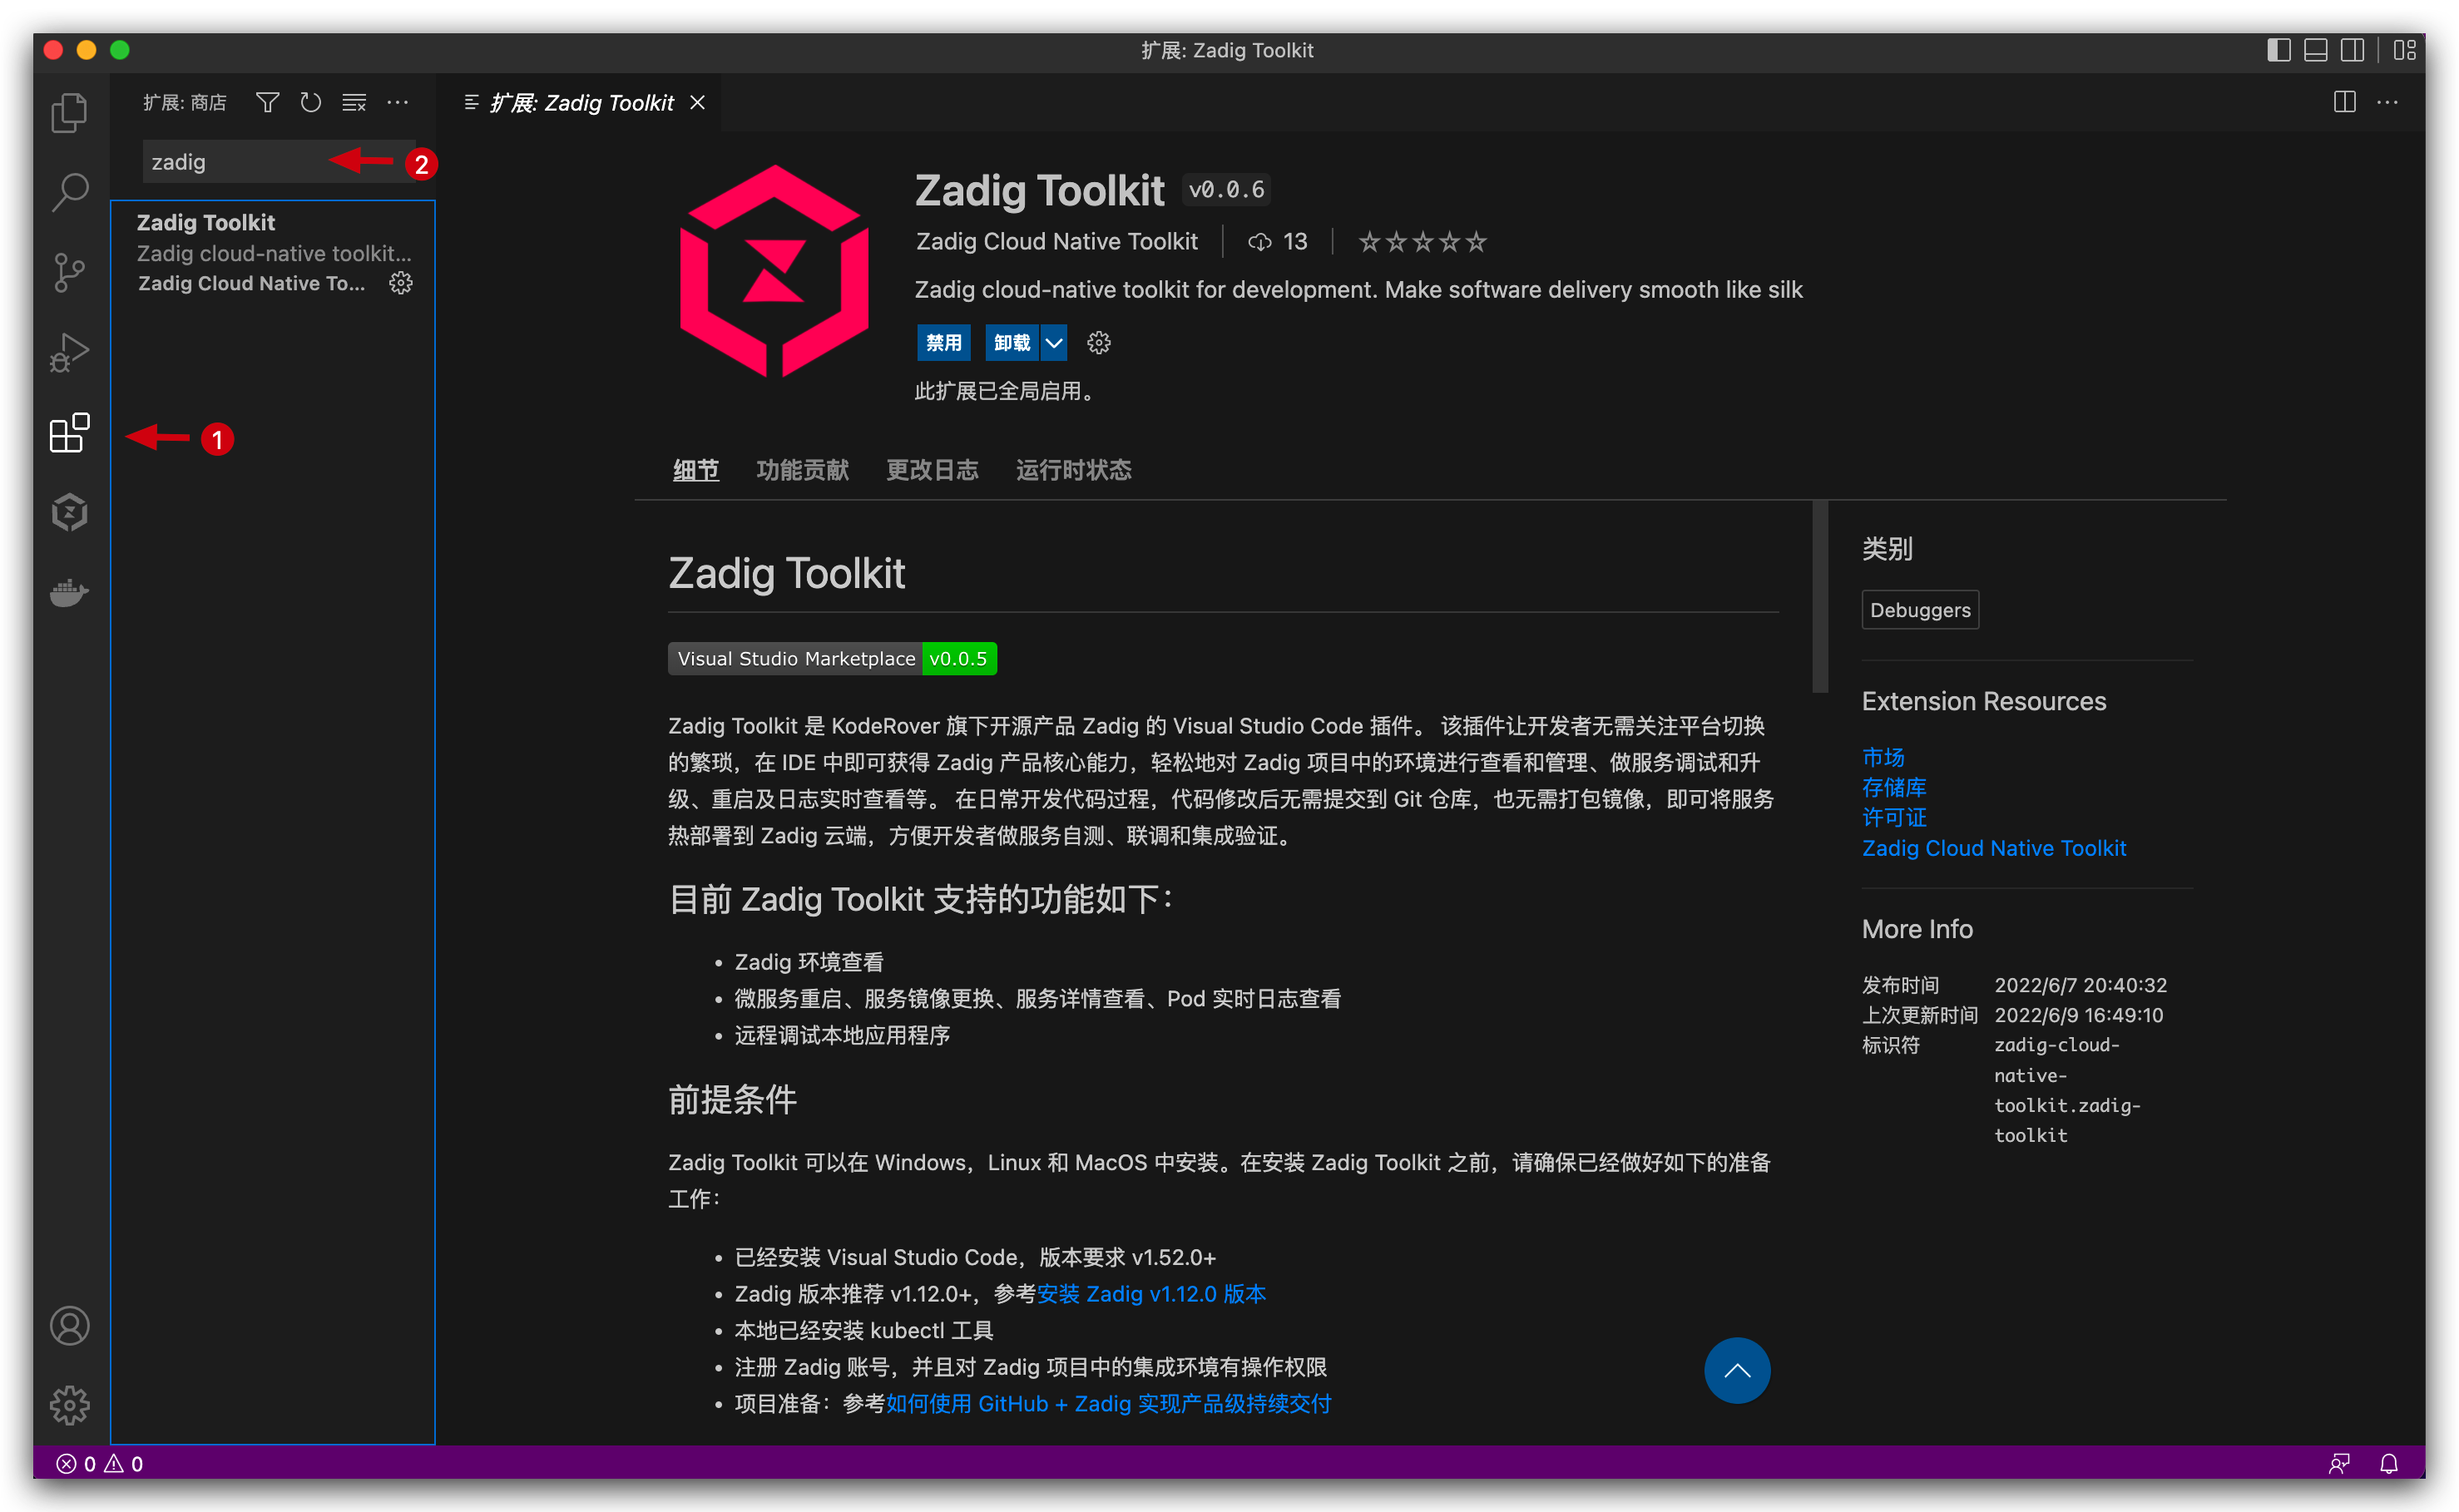 扩展: Zadig Toolkit
扩展: 商店
zadig
2
Zadig Toolkit
Zadig cloud-native toolkit...
Zadig Cloud Native To...
1
扩展: Zadig Toolkit
Zadig Toolkit v0.0.6
Zadig Cloud Native Toolkit 13
Zadig cloud-native toolkit for development. Make software delivery smooth like silk
禁用 卸载
此扩展已全局启用。
细节 功能贡献 更改日志 运行时状态
Zadig Toolkit
Visual Studio Marketplace v0.0.5
Zadig Toolkit 是 KodeRover 旗下开源产品 Zadig 的 Visual Studio Code 插件。 该插件让开发者无需关注平台切换
的繁琐，在 IDE 中即可获得 Zadig 产品核心能力，轻松地对 Zadig 项目中的环境进行查看和管理、做服务调试和升
级、重启及日志实时查看等。 在日常开发代码过程，代码修改后无需提交到 Git 仓库，也无需打包镜像，即可将服务
热部署到 Zadig 云端，方便开发者做服务自测、联调和集成验证。
目前 Zadig Toolkit 支持的功能如下：
• Zadig 环境查看
• 微服务重启、服务镜像更换、服务详情查看、Pod 实时日志查看
• 远程调试本地应用程序
前提条件
Zadig Toolkit 可以在 Windows，Linux 和 MacOS 中安装。在安装 Zadig Toolkit 之前，请确保已经做好如下的准备
工作：
• 已经安装 Visual Studio Code，版本要求 v1.52.0+
• Zadig 版本推荐 v1.12.0+，参考安装 Zadig v1.12.0 版本
• 本地已经安装 kubectl 工具
• 注册 Zadig 账号，并且对 Zadig 项目中的集成环境有操作权限
• 项目准备：参考如何使用 GitHub + Zadig 实现产品级持续交付
类别
Debuggers
Extension Resources
市场
存储库
许可证
Zadig Cloud Native Toolkit
More Info
发布时间 2022/6/7 20:40:32
上次更新时间 2022/6/9 16:49:10
标识符 zadig-cloud-
native-
toolkit.zadig-
toolkit
0 0